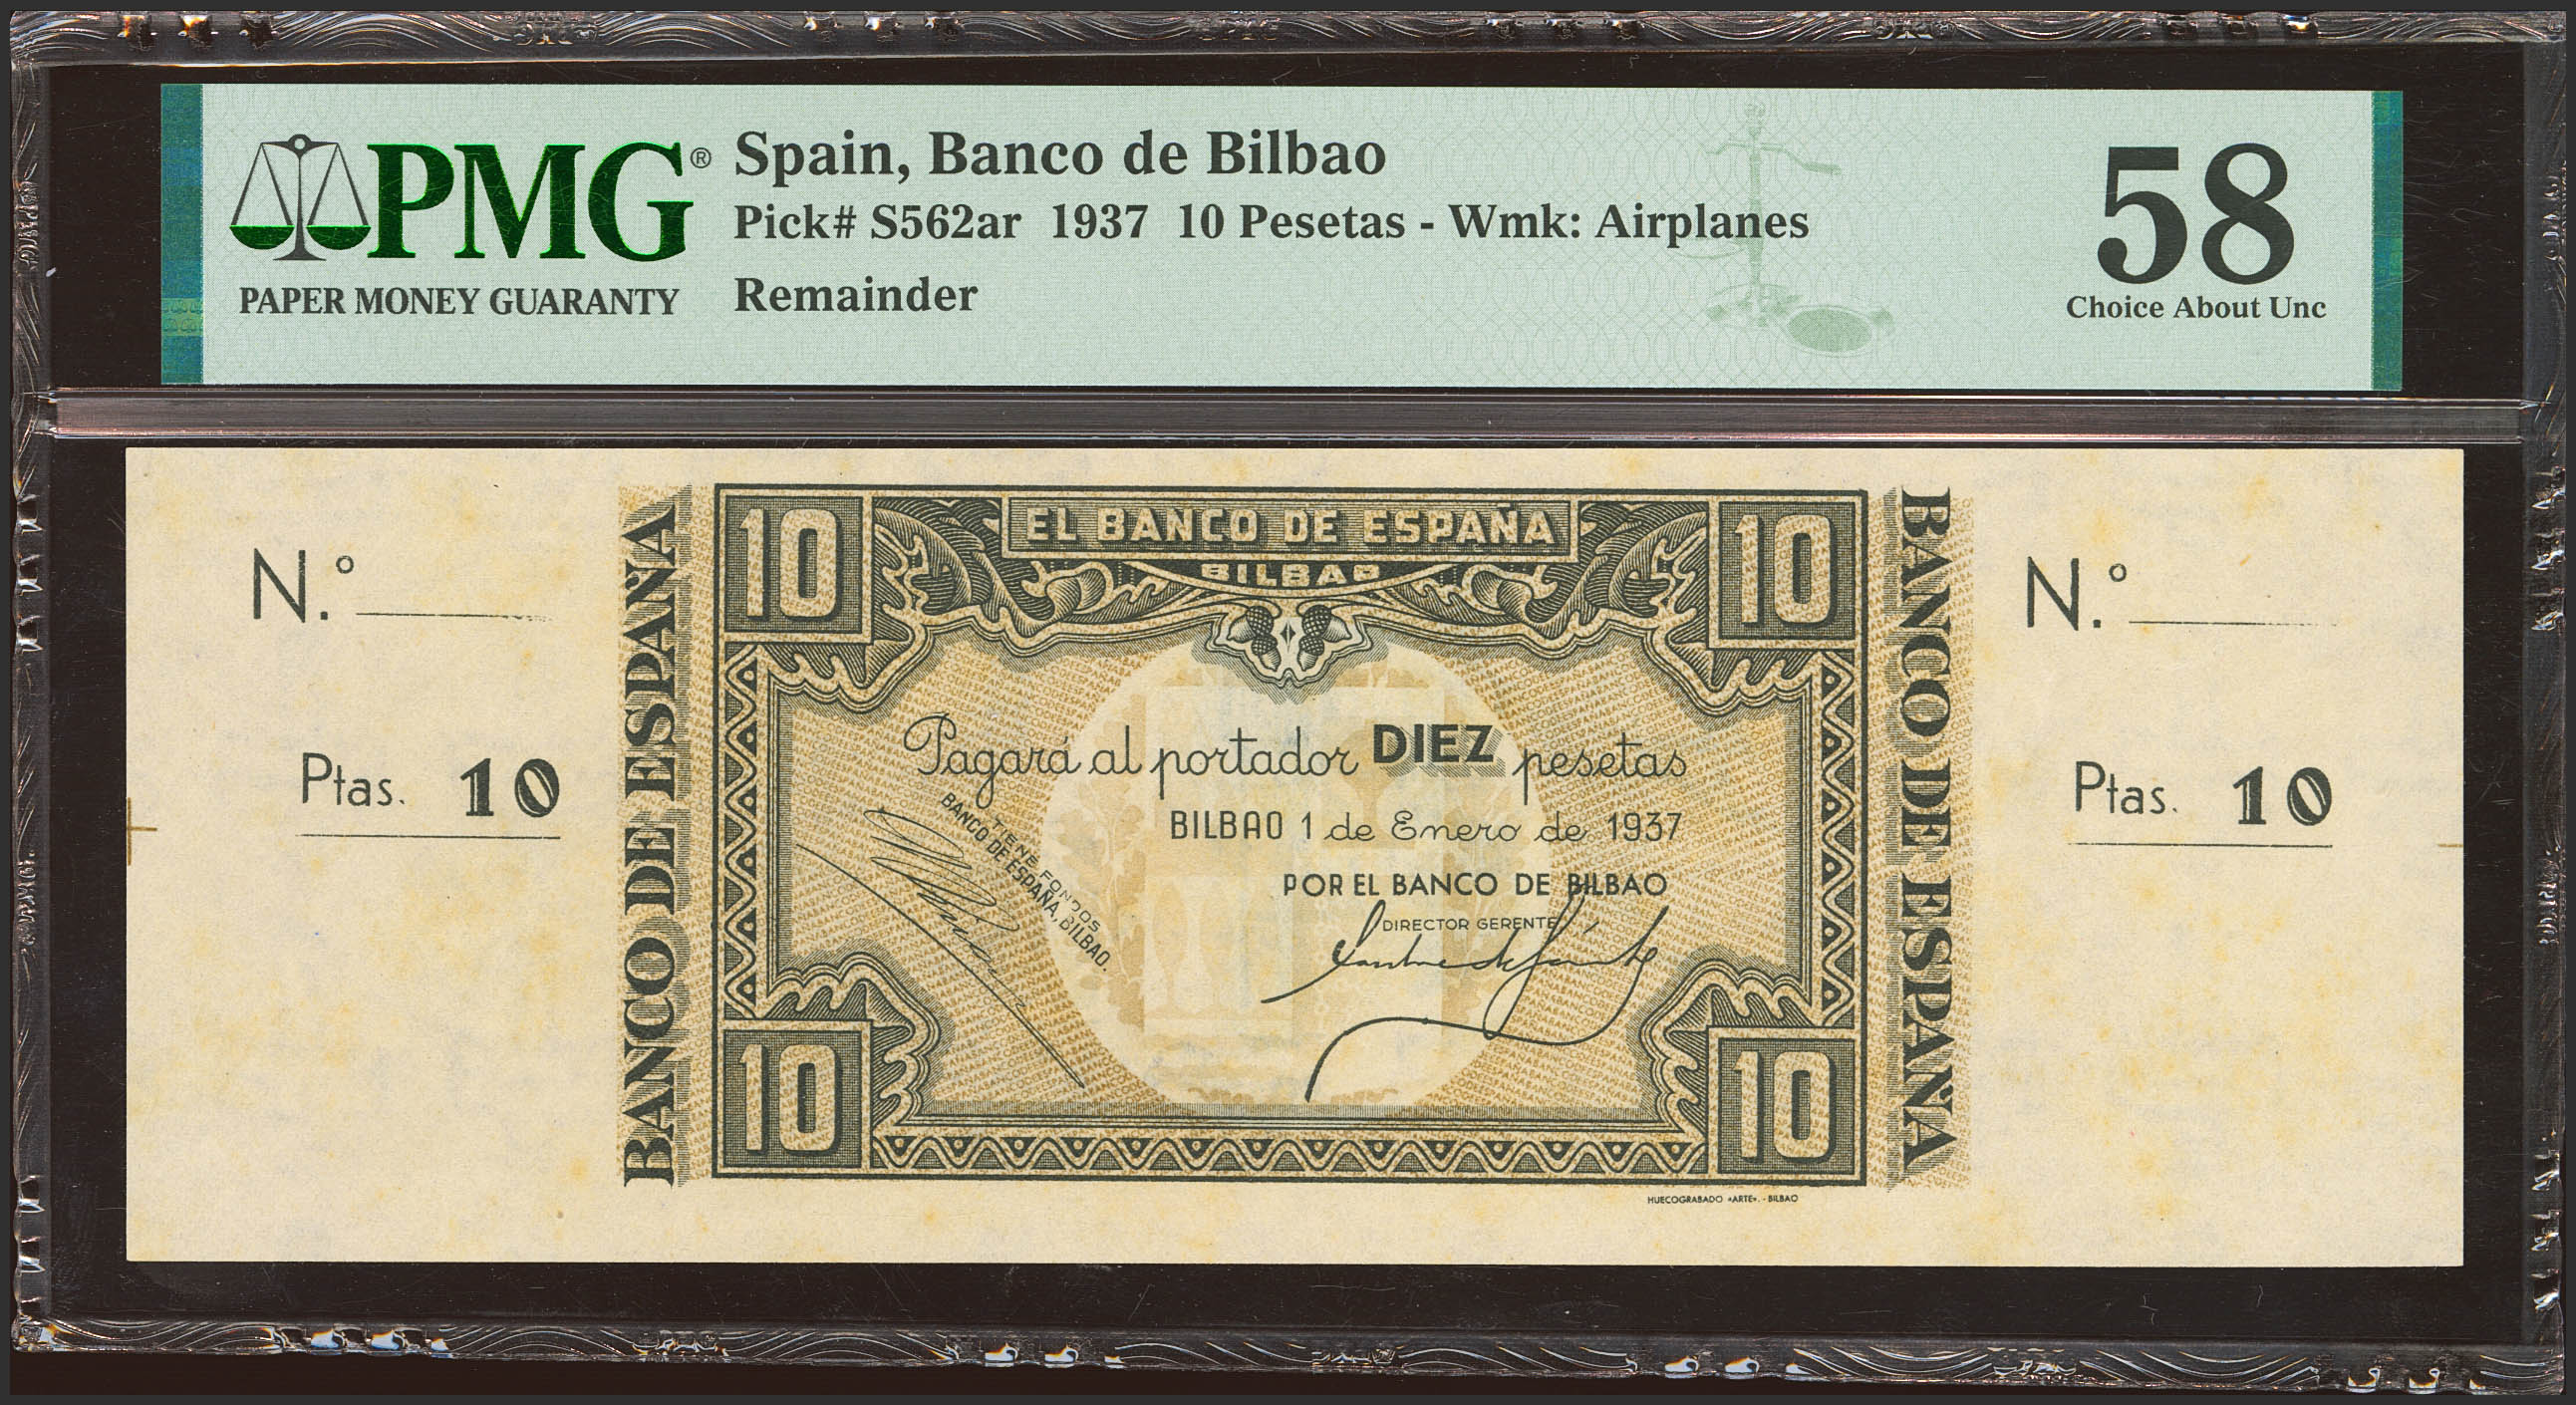 PMG®
PAPER MONEY GUARANTY
Spain, Banco de Bilbao
Pick# S562ar 1937 10 Pesetas - Wmk: Airplanes
Remainder
58
Choice About Unc
N.º
Ptas. 10
BANCO DE ESPAÑA
10
EL BANCO DE ESPAÑA
BILBAO
10
Pagará al portador DIEZ pesetas
BILBAO 1 de Enero de 1937
POR EL BANCO DE BILBAO
DIRECTOR GERENTE
TIENE FONDOS
BANCO DE ESPAÑA, BILBAO.
10
10
HUECOGRABADO «ARTE». - BILBAO
BANCO DE ESPAÑA
N.º
Ptas. 10